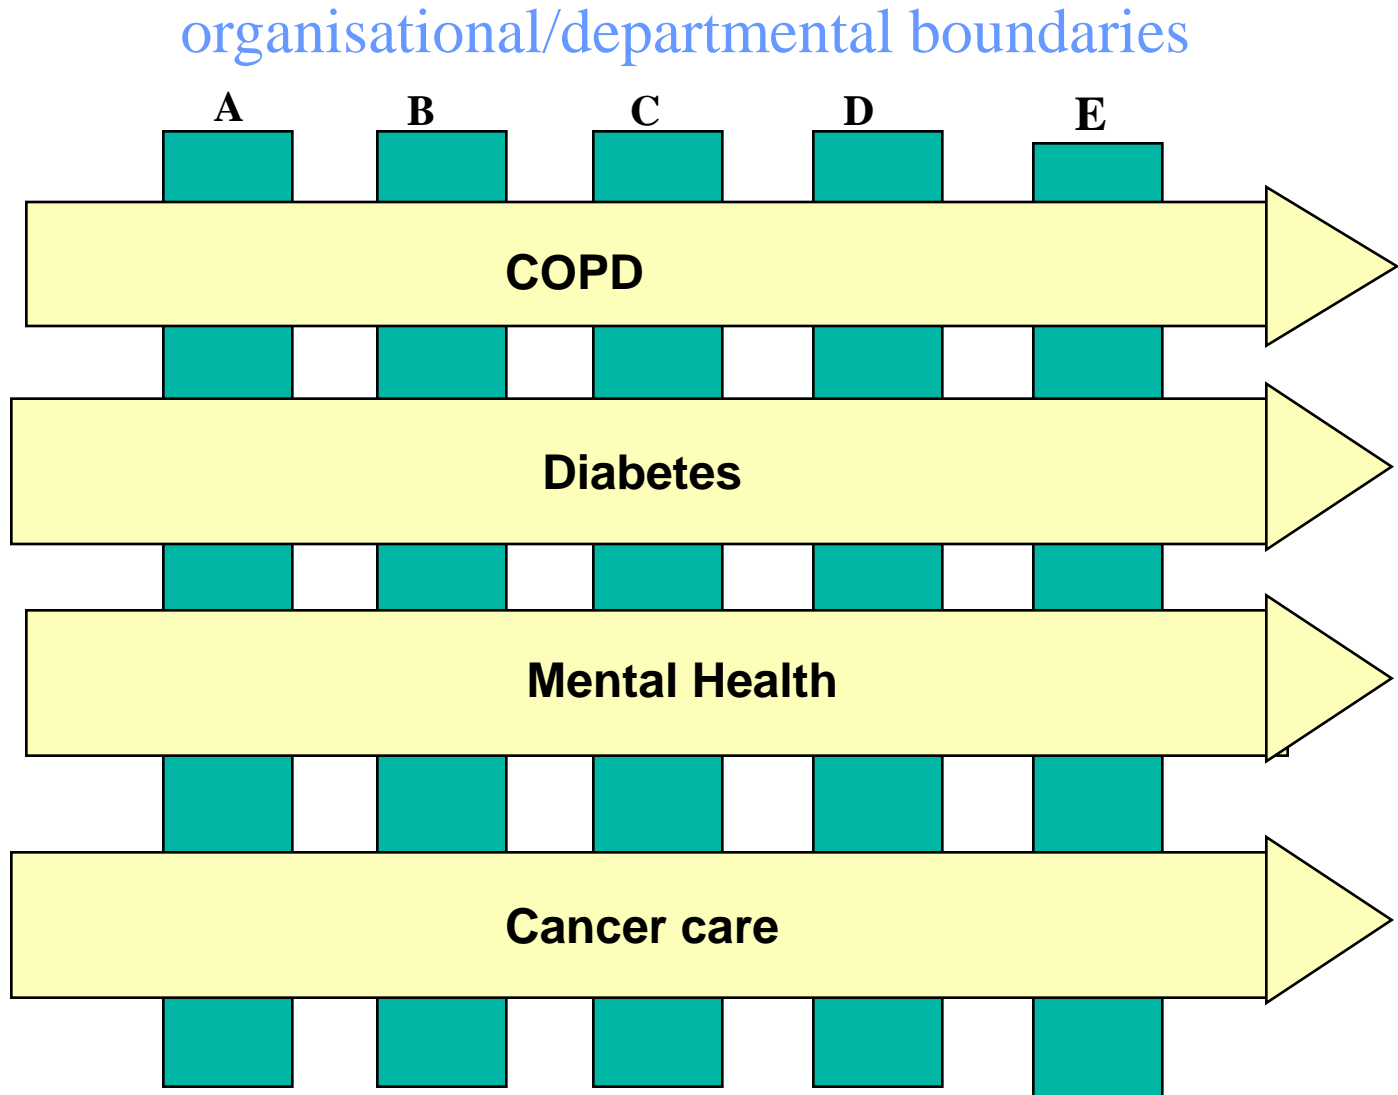 organisational/departmental boundaries
A B C D E
COPD
Diabetes
Mental Health
Cancer care